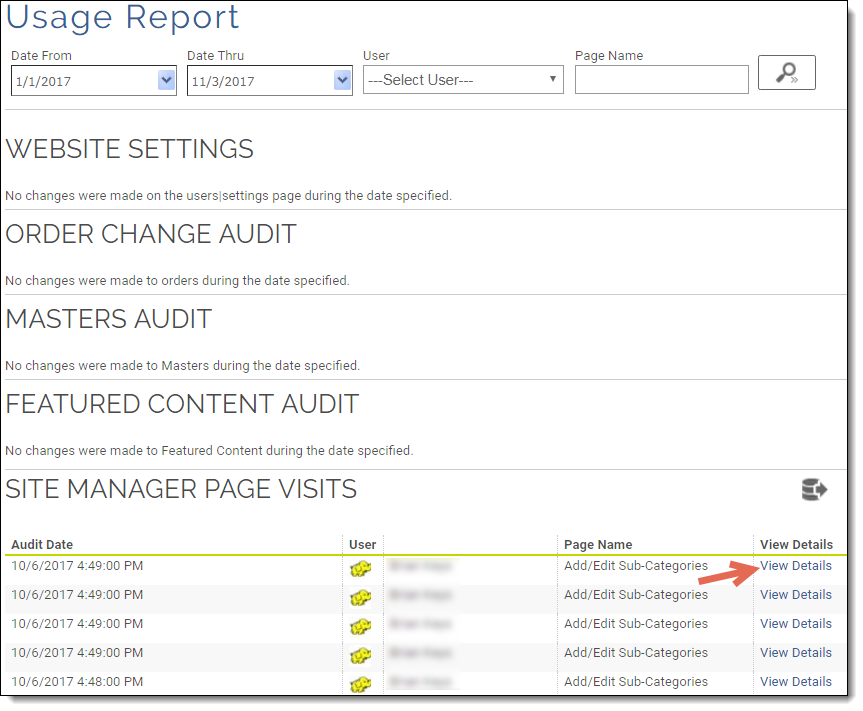 Usage Report
Date From Date Thru User Page Name
1/1/2017 11/3/2017 ---Select User---
WEBSITE SETTINGS
No changes were made on the users|settings page during the date specified.
ORDER CHANGE AUDIT
No changes were made to orders during the date specified.
MASTERS AUDIT
No changes were made to Masters during the date specified.
FEATURED CONTENT AUDIT
No changes were made to Featured Content during the date specified.
SITE MANAGER PAGE VISITS
Audit Date User Page Name View Details
10/6/2017 4:49:00 PM Add/Edit Sub-Categories View Details
10/6/2017 4:49:00 PM Add/Edit Sub-Categories View Details
10/6/2017 4:49:00 PM Add/Edit Sub-Categories View Details
10/6/2017 4:49:00 PM Add/Edit Sub-Categories View Details
10/6/2017 4:48:00 PM Add/Edit Sub-Categories View Details